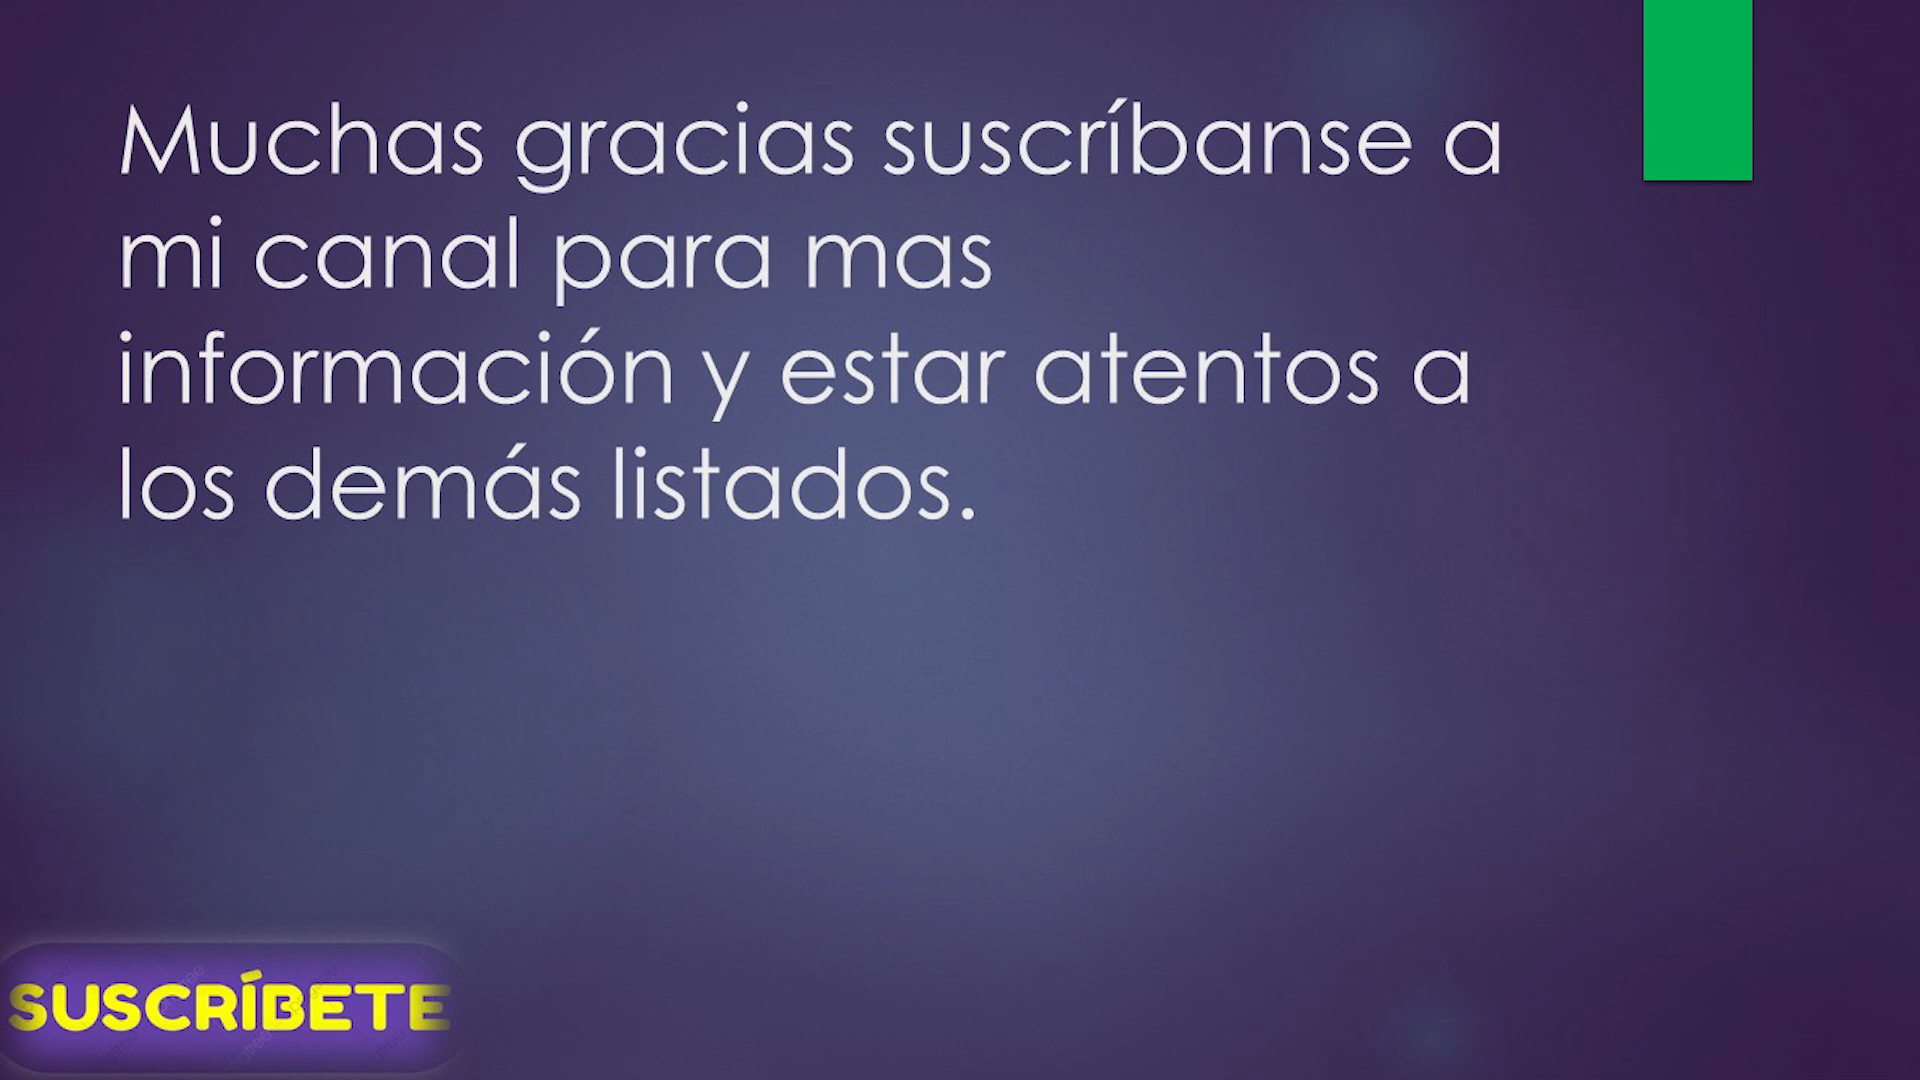 Muchas gracias suscríbanse a
mi canal para mas
información y estar atentos a
los demás listados.
SUSCRÍBETE